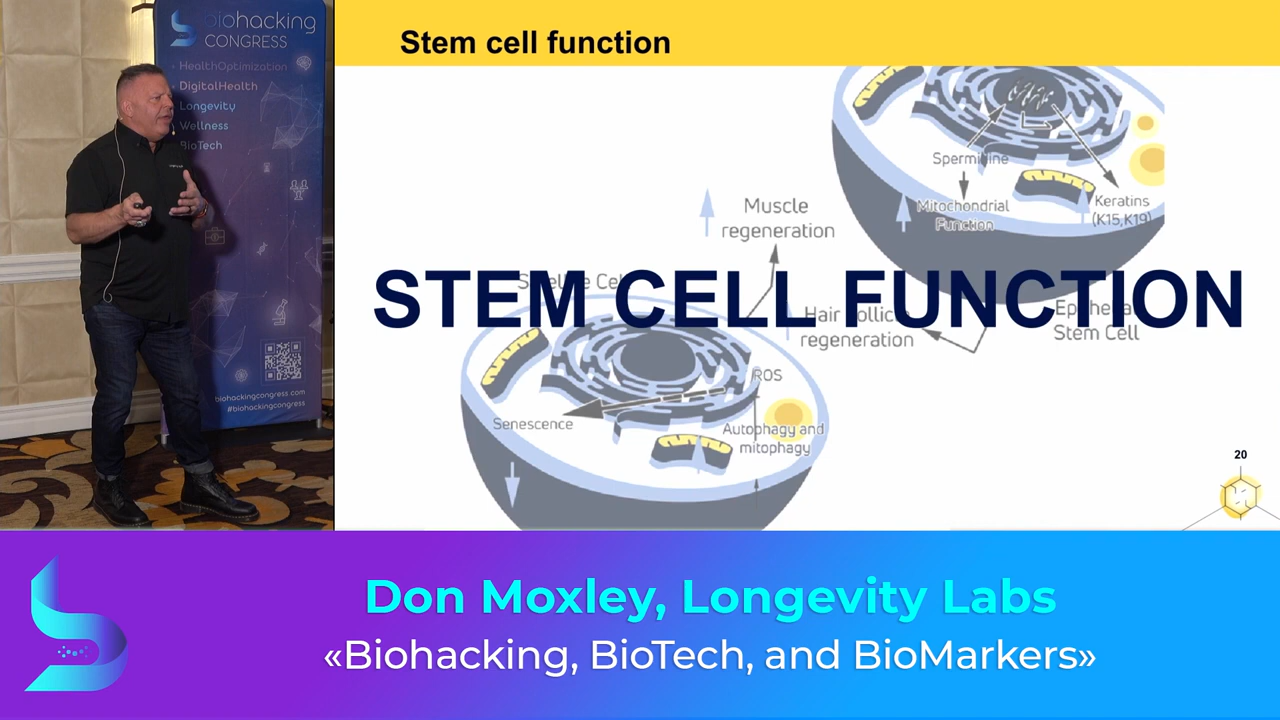 biohacking
CONGRESS
HealthOptimization
DigitalHealth
Longevity
Wellness
BioTech
biohackingcongress.com
#biohackingcongress
Stem cell function
Spermidine
Mitochondrial
Function
Keratins
(K15,K19)
Muscle
regeneration
STEM CELL FUNCTION
Hair Follicle
regeneration
Stem Cell
ROS
Senescence
Autophagy and
mitophagy
20
Don Moxley, Longevity Labs
«Biohacking, BioTech, and BioMarkers»